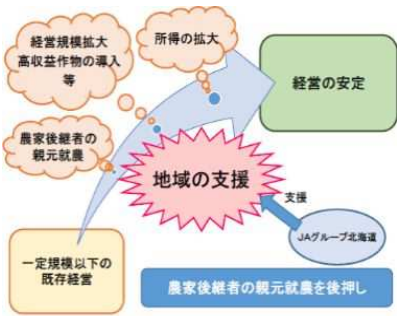 経営規模拡大
高収益作物の導入
等
所得の拡大
経営の安定
農家後継者の
親元就農
地域の支援
支援
JAグループ北海道
一定規模以下の
既存経営
農家後継者の親元就農を後押し